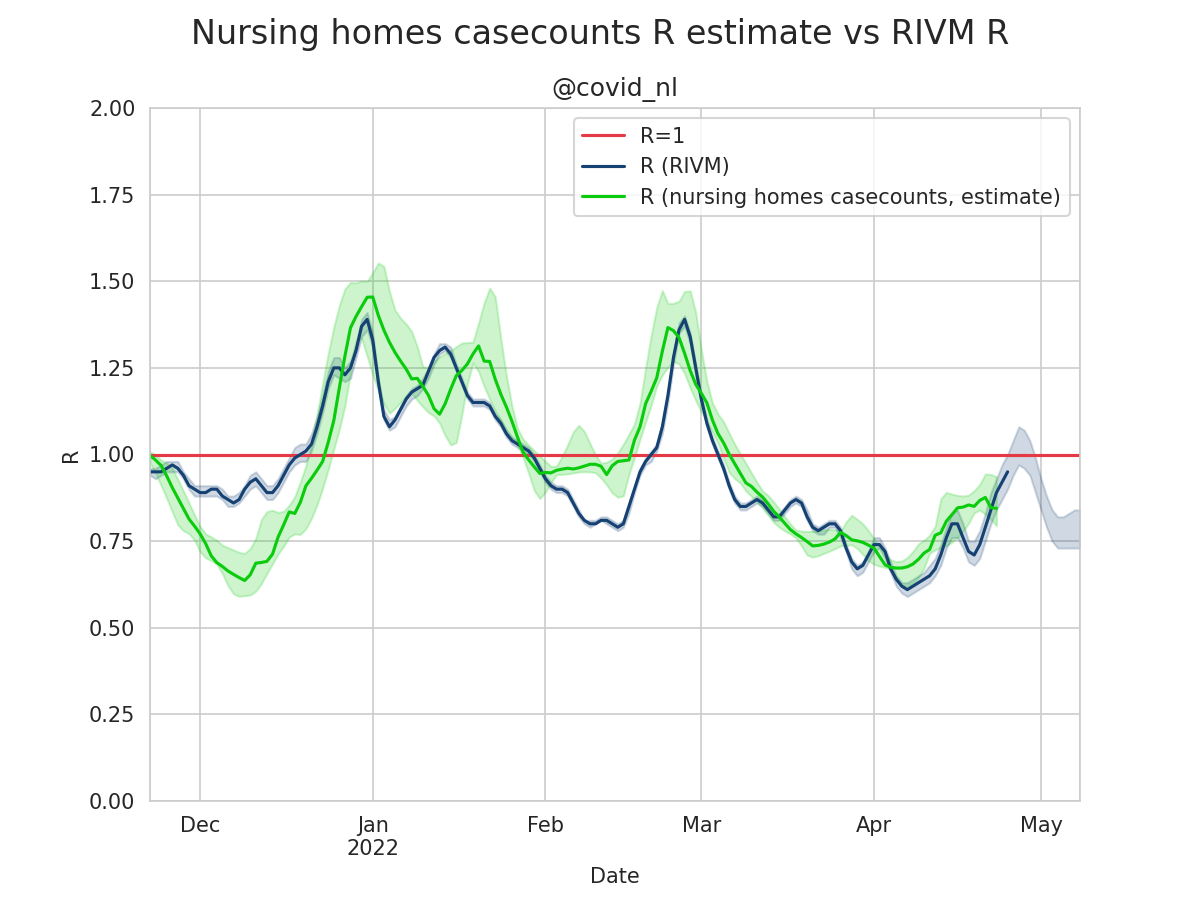 Nursing homes casecounts R estimate vs RIVM R
@covid_nl
R=1
R (RIVM)
R (nursing homes casecounts, estimate)
2.00
1.75
1.50
1.25
1.00
0.75
0.50
0.25
0.00
R
Dec
Jan
2022
Feb
Mar
Apr
May
Date